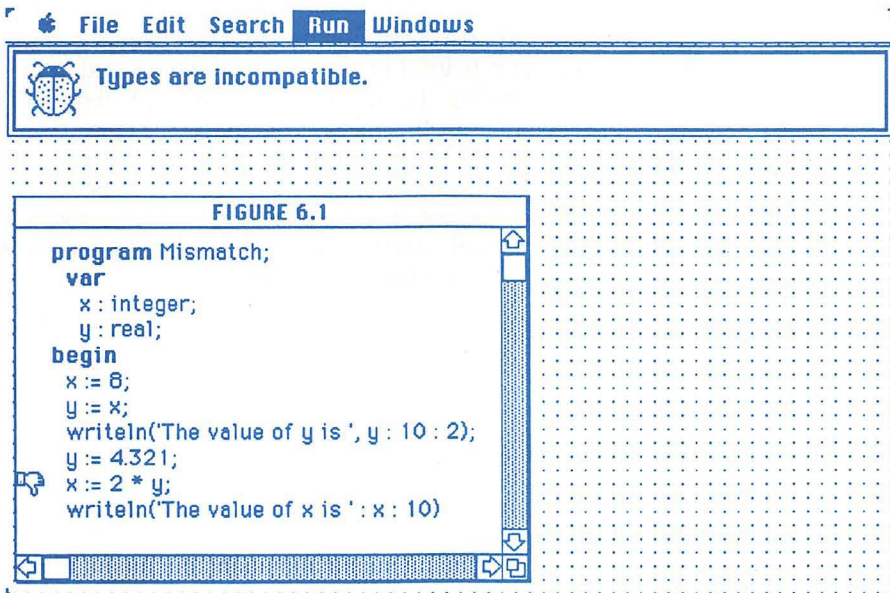 File Edit Search Run Windows
Types are incompatible.
FIGURE 6.1
program Mismatch;
var
x : integer;
y : real;
begin
x := 8;
y := x;
writeln('The value of y is ', y : 10 : 2);
y := 4.321;
x := 2 * y;
writeln('The value of x is ' : x : 10)